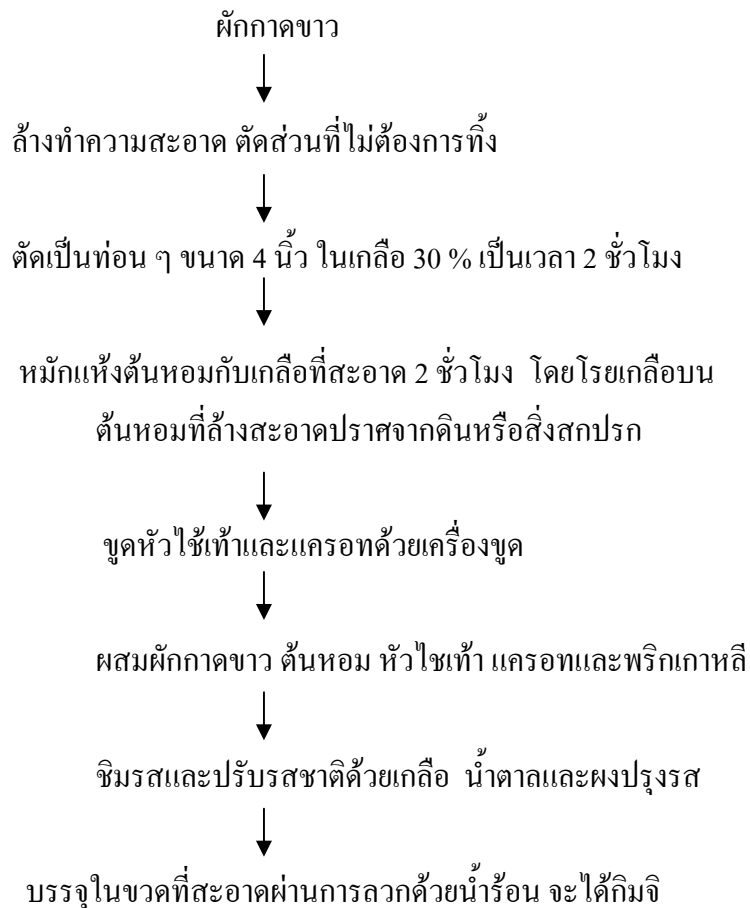 ผักกาดขาว
ล้างทำความสะอาด ตัดส่วนที่ไม่ต้องการทิ้ง
ตัดเป็นท่อน ๆ ขนาด 4 นิ้ว ในเกลือ 30 % เป็นเวลา 2 ชั่วโมง
หมักแห้งต้นหอมกับเกลือที่สะอาด 2 ชั่วโมง โดยโรยเกลือบน
ต้นหอมที่ล้างสะอาดปราศจากดินหรือสิ่งสกปรก
ขูดหัวไช้เท้าและแครอทด้วยเครื่องขูด
ผสมผักกาดขาว ต้นหอม หัวไชเท้า แครอทและพริกเกาหลี
ชิมรสและปรับรสชาติด้วยเกลือ น้ำตาลและผงปรุงรส
บรรจุในขวดที่สะอาดผ่านการลวกด้วยน้ำร้อน จะได้กิมจิ